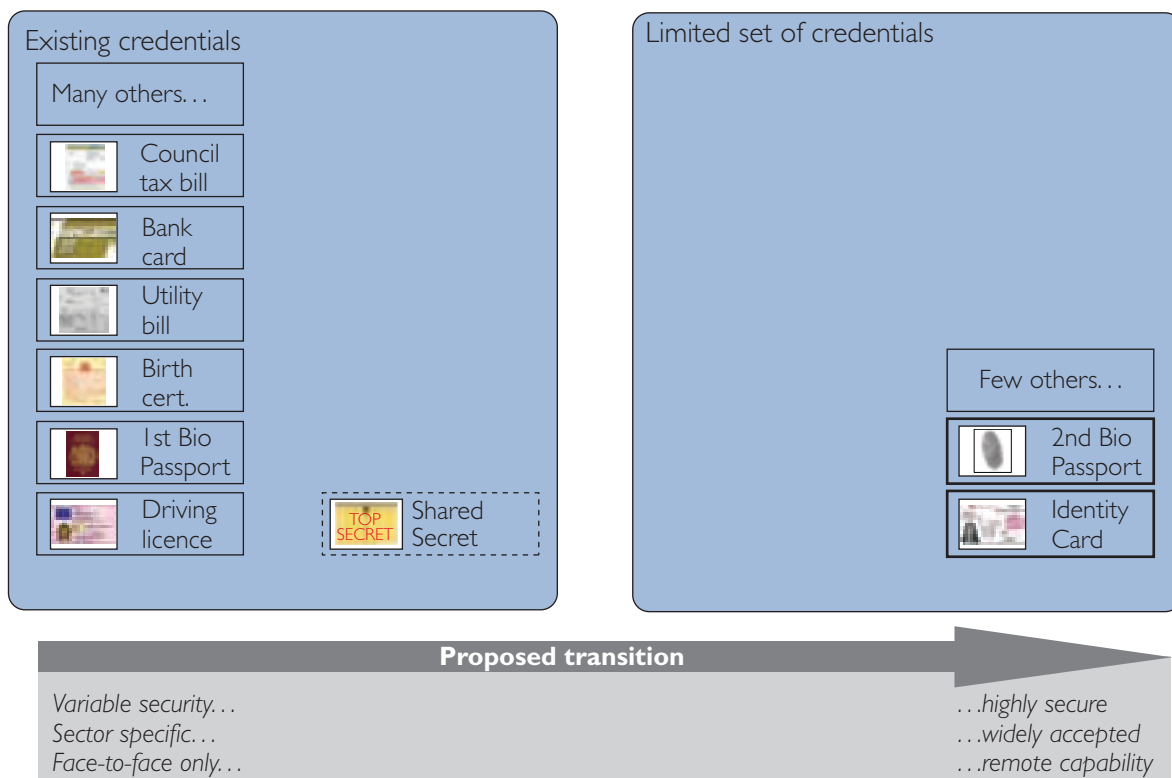 Existing credentials
Many others...
Council
tax bill
Bank
card
Utility
bill
Birth
cert.
1st Bio
Passport
Driving
licence
TOP
SECRET
Shared
Secret
Limited set of credentials
Few others...
2nd Bio
Passport
Identity
Card
Proposed transition
Variable security...
Sector specific...
Face-to-face only...
...highly secure
...widely accepted
...remote capability